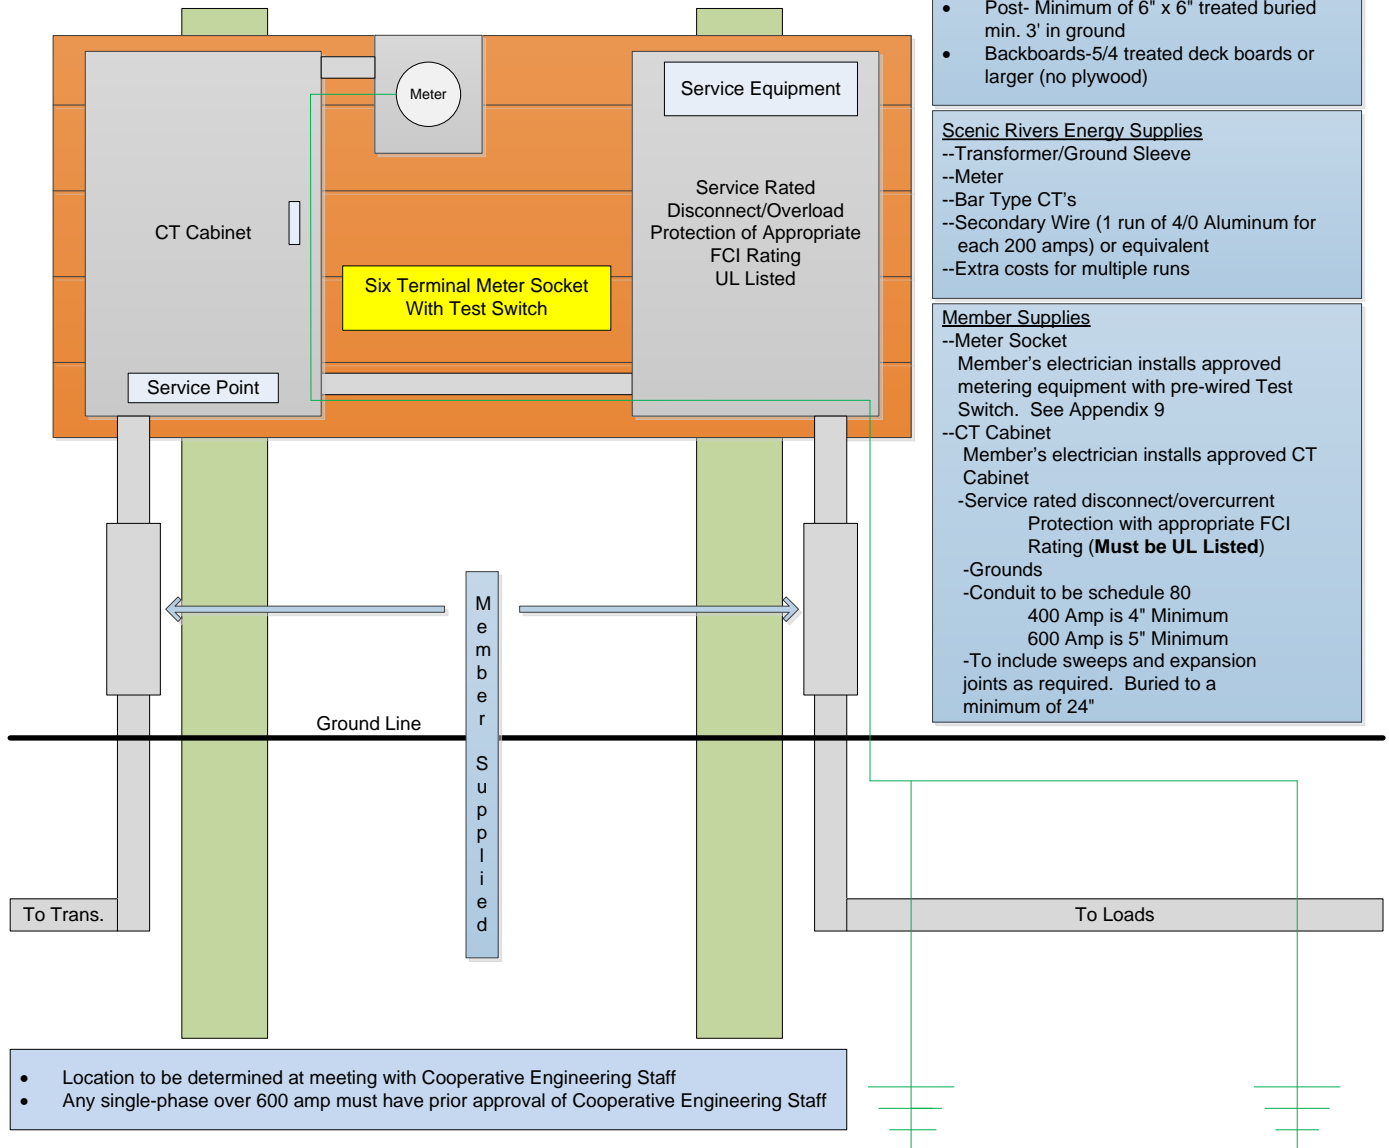 • Post- Minimum of 6" x 6" treated buried
min. 3' in ground
• Backboards-5/4 treated deck boards or
larger (no plywood)
Meter
Service Equipment
CT Cabinet
Service Rated
Disconnect/Overload
Protection of Appropriate
FCI Rating
UL Listed
Six Terminal Meter Socket
With Test Switch
Service Point
Scenic Rivers Energy Supplies
--Transformer/Ground Sleeve
--Meter
--Bar Type CT's
--Secondary Wire (1 run of 4/0 Aluminum for
each 200 amps) or equivalent
--Extra costs for multiple runs
Member Supplies
--Meter Socket
Member's electrician installs approved
metering equipment with pre-wired Test
Switch. See Appendix 9
--CT Cabinet
Member's electrician installs approved CT
Cabinet
-Service rated disconnect/overcurrent
Protection with appropriate FCI
Rating (Must be UL Listed)
-Grounds
-Conduit to be schedule 80
400 Amp is 4" Minimum
600 Amp is 5" Minimum
-To include sweeps and expansion
joints as required. Buried to a
minimum of 24"
Member Supplied
Ground Line
To Trans.
To Loads
• Location to be determined at meeting with Cooperative Engineering Staff
• Any single-phase over 600 amp must have prior approval of Cooperative Engineering Staff